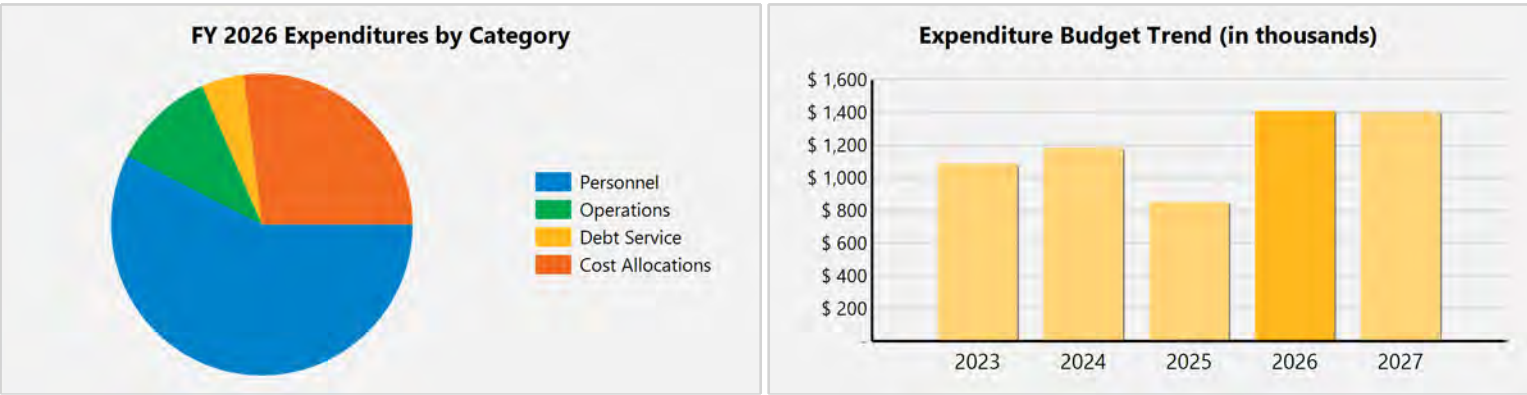 FY 2026 Expenditures by Category
Personnel
Operations
Debt Service
Cost Allocations
Expenditure Budget Trend (in thousands)
$ 1,600
$ 1,400
$ 1,200
$ 1,000
$ 800
$ 600
$ 400
$ 200
-
2023 2024 2025 2026 2027